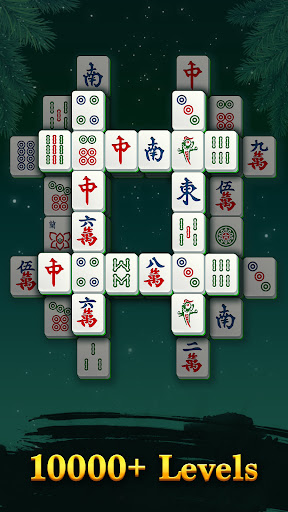 南 中
中 南 九萬
中 東 伍萬
蘭 六萬
伍萬 中 八萬
六萬 南
二萬
10000+ Levels